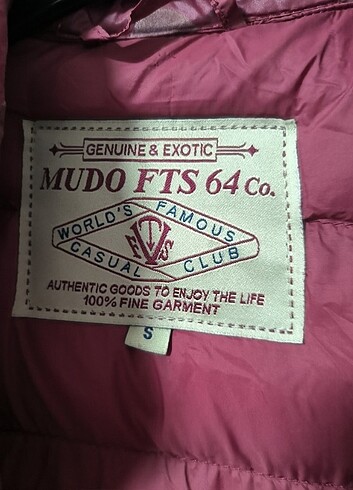 GENUINE & EXOTIC
MUDO FTS 64 Co.
WORLD'S FAMOUS
FTS
CASUAL CLUB
AUTHENTIC GOODS TO ENJOY THE LIFE
100% FINE GARMENT
S